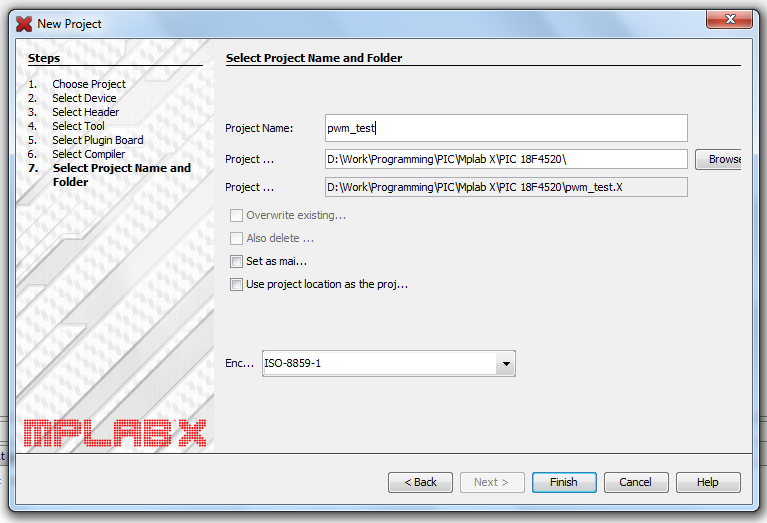 New Project
Steps
1. Choose Project
2. Select Device
3. Select Header
4. Select Tool
5. Select Plugin Board
6. Select Compiler
7. Select Project Name and
Folder
MPLAB X
Select Project Name and Folder
Project Name: pwm_test
Project ... D:\Work\Programming\PIC\Mplab X\PIC 18F4520\ Browse
Project ... D:\Work\Programming\PIC\Mplab X\PIC 18F4520\pwm_test.X
Overwrite existing...
Also delete ...
Set as mai...
Use project location as the proj...
Enc... ISO-8859-1
< Back Next > Finish Cancel Help